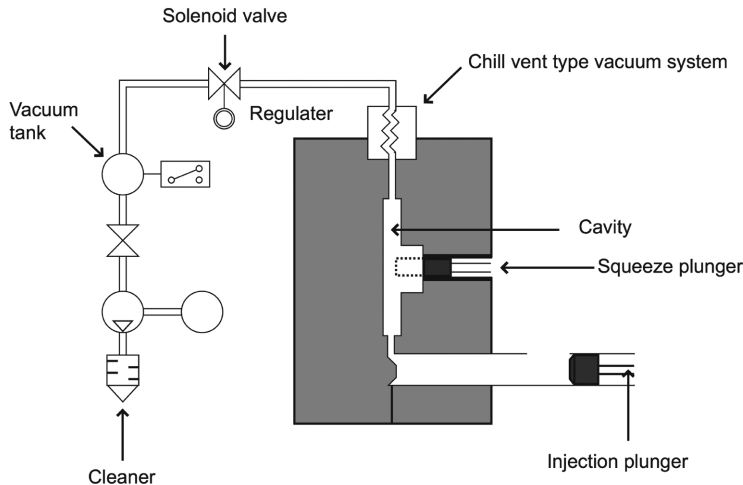 Solenoid valve
Chill vent type vacuum system
Vacuum
tank
Regulater
Cavity
Squeeze plunger
Injection plunger
Cleaner